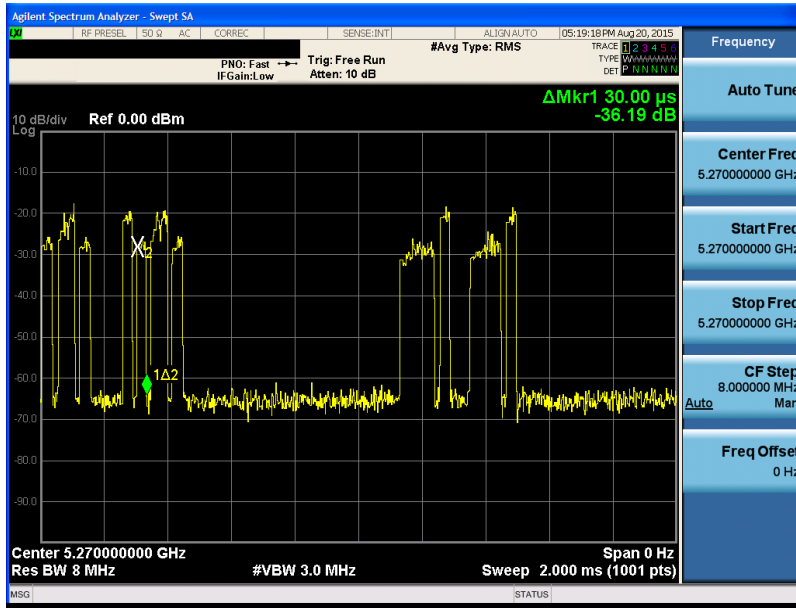 Agilent Spectrum Analyzer - Swept SA
LXI RF PRESEL 50 Ω AC CORREC SENSE:INT ALIGN AUTO 05:19:18 PM Aug 20, 2015
#Avg Type: RMS TRACE 1 2 3 4 5 6
PNO: Fast Trig: Free Run TYPE WWWWWW
IFGain:Low Atten: 10 dB DET P N N N N N
ΔMkr1 30.00 µs
10 dB/div Ref 0.00 dBm -36.19 dB
Log
-10.0
-20.0
-30.0
-40.0
-50.0
-60.0
-70.0
-80.0
-90.0
X2
1Δ2
Center 5.270000000 GHz Span 0 Hz
Res BW 8 MHz #VBW 3.0 MHz Sweep 2.000 ms (1001 pts)
MSG STATUS
Frequency
Auto Tune
Center Freq
5.270000000 GHz
Start Freq
5.270000000 GHz
Stop Freq
5.270000000 GHz
CF Step
8.000000 MHz
Auto Man
Freq Offset
0 Hz